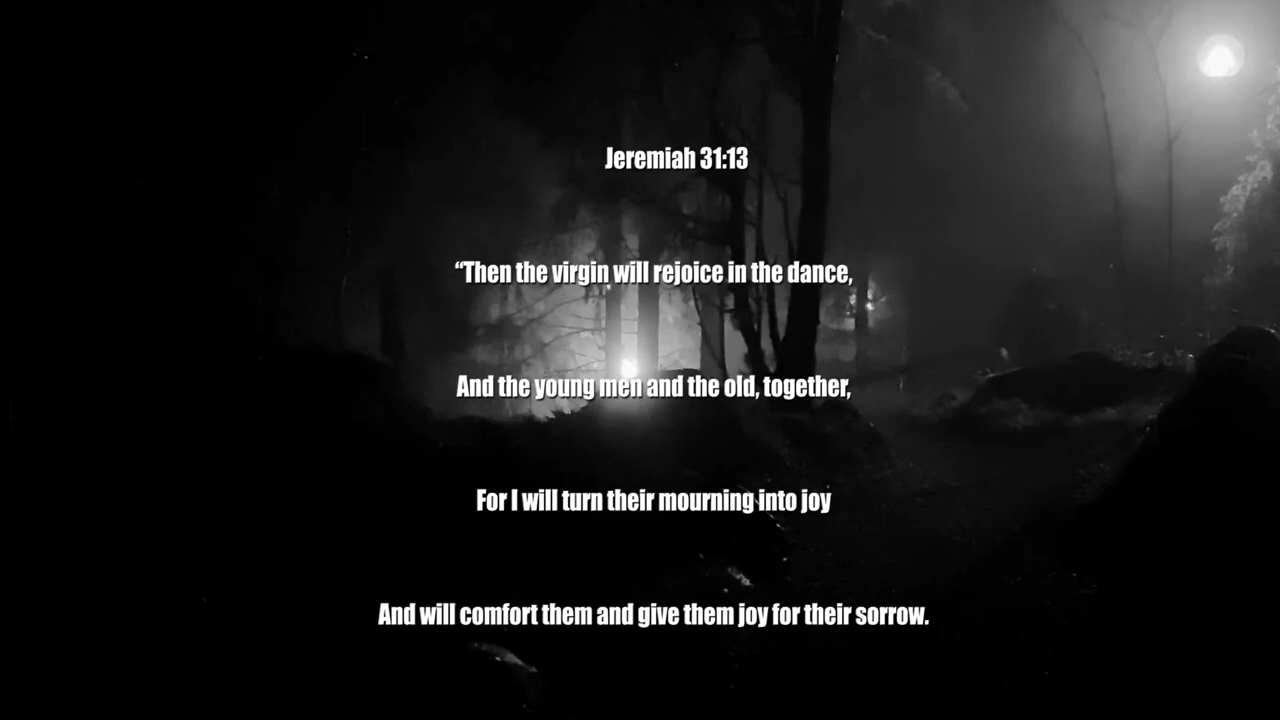 Jeremiah 31:13
“Then the virgin will rejoice in the dance,
And the young men and the old, together,
For I will turn their mourning into joy
And will comfort them and give them joy for their sorrow.